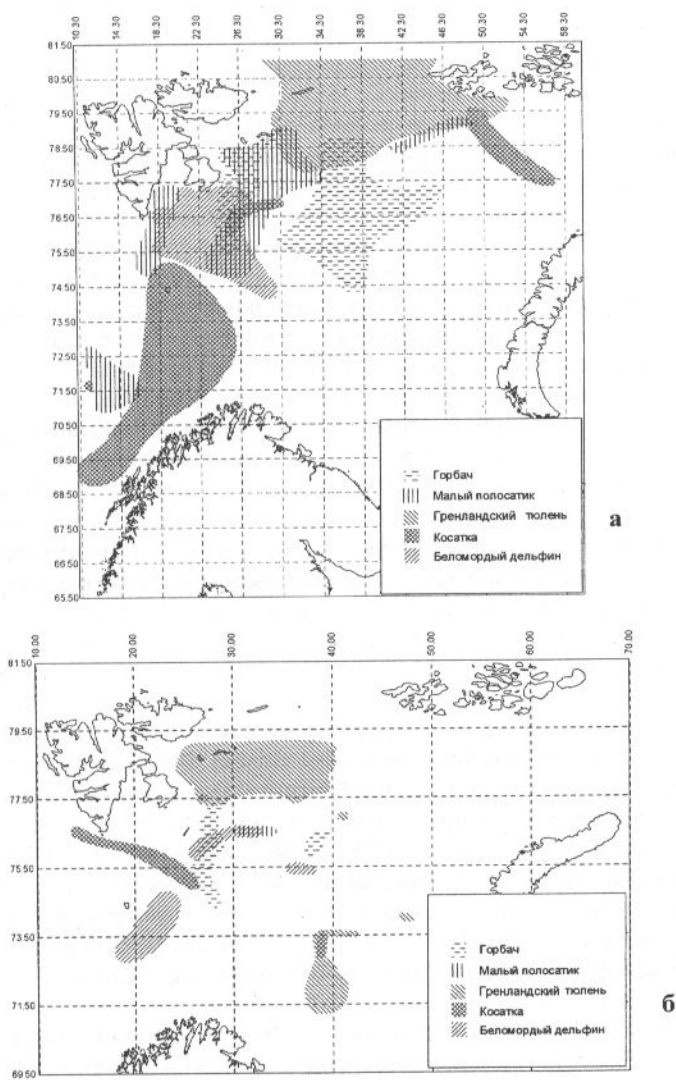 10.30 14.30 18.30 22.30 26.30 30.30 34.30 38.30 42.30 46.30 50.30 54.30 58.30
81.50
80.50
79.50
78.50
77.50
76.50
75.50
74.50
73.50
72.50
71.50
70.50
69.50
68.50
67.50
66.50
65.50
Горбач
Малый полосатик
Гренландский тюлень
Косатка
Беломордый дельфин
а
10.00 20.00 30.00 40.00 50.00 60.00 70.00
81.50
79.50
77.50
75.50
73.50
71.50
69.50
Горбач
Малый полосатик
Гренландский тюлень
Косатка
Беломордый дельфин
б